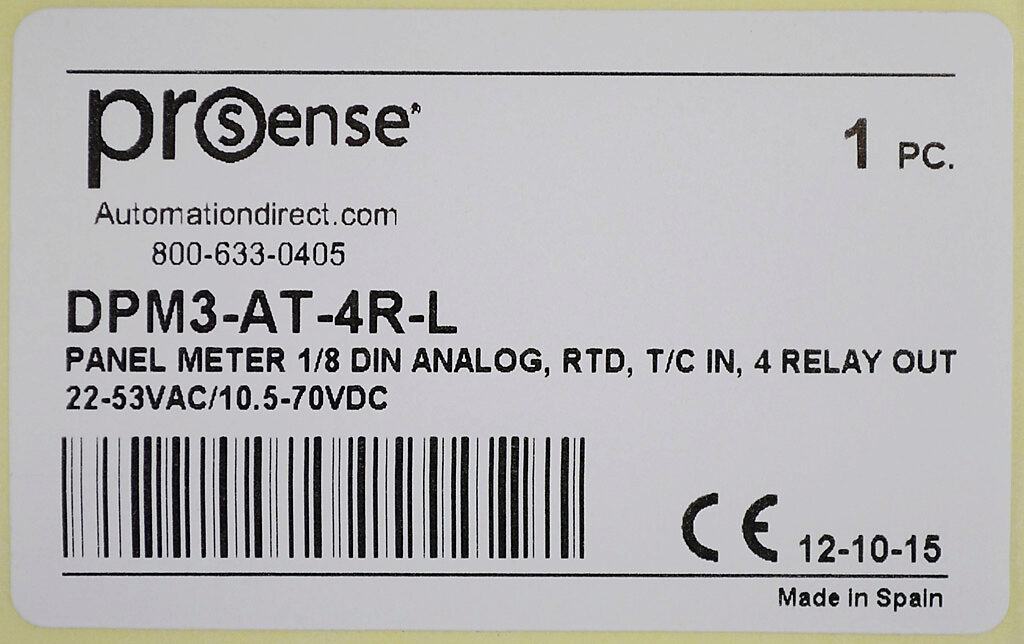 prosense®
1 PC.
Automationdirect.com
800-633-0405
DPM3-AT-4R-L
PANEL METER 1/8 DIN ANALOG, RTD, T/C IN, 4 RELAY OUT
22-53VAC/10.5-70VDC
CE 12-10-15
Made in Spain